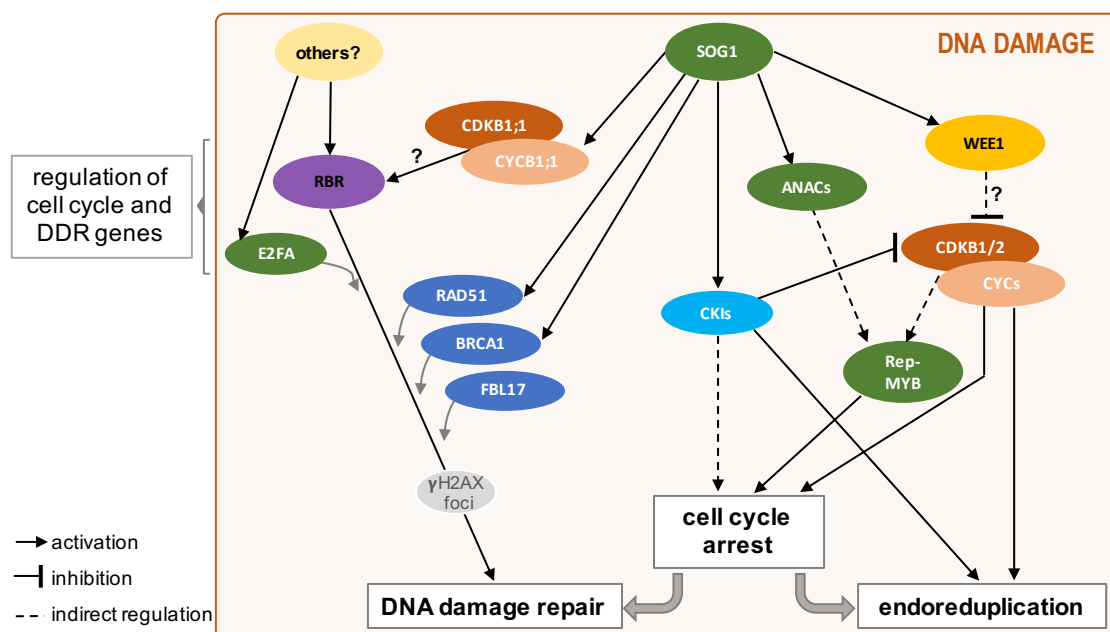 DNA DAMAGE
others?
SOG1
CDKB1;1
CYCB1;1
?
WEE1
regulation of
cell cycle and
DDR genes
RBR
ANACs
?
E2FA
CDKB1/2
CYCs
RAD51
CKIs
BRCA1
Rep-
MYB
FBL17
γH2AX
foci
cell cycle
arrest
activation
inhibition
indirect regulation
DNA damage repair
endoreduplication